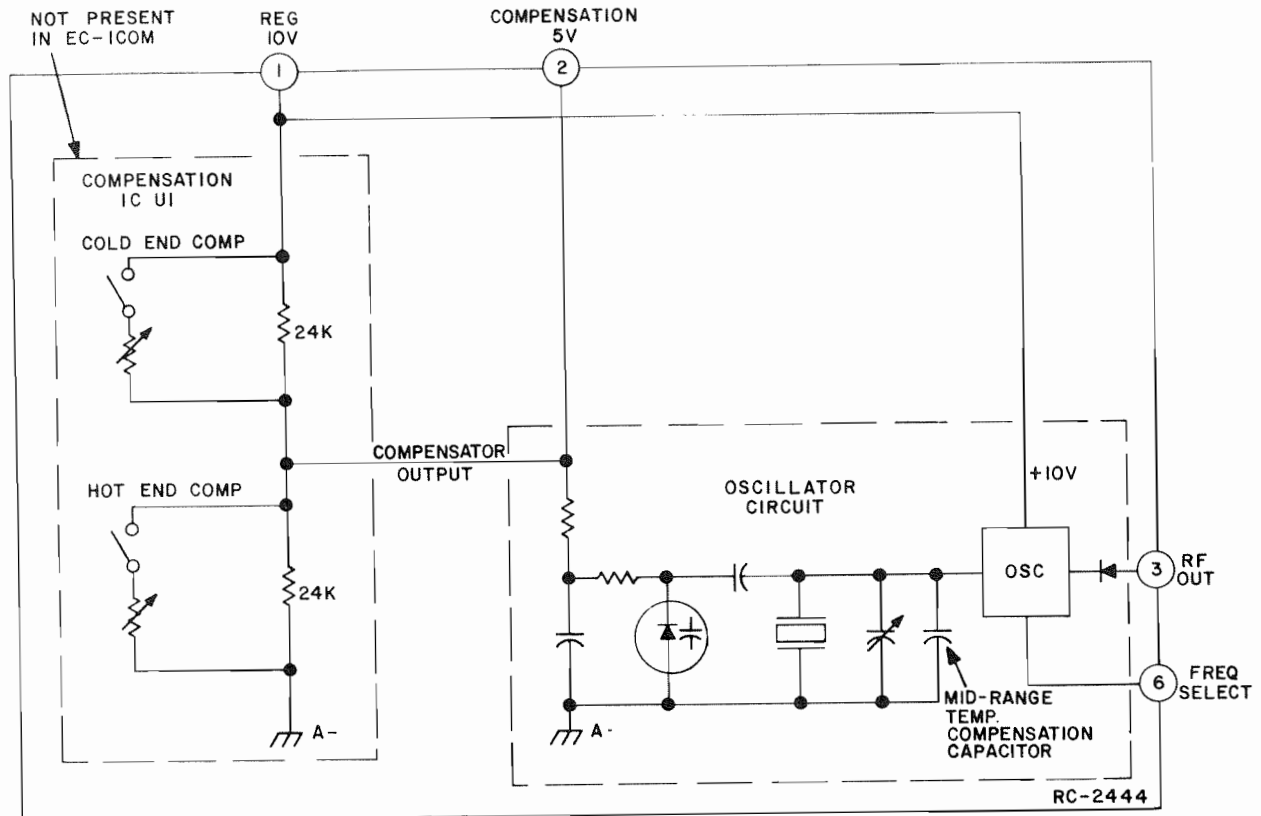 NOT PRESENT
IN EC-ICOM
REG
10V
1
COMPENSATION
5V
2
COMPENSATION
IC U1
COLD END COMP
24K
HOT END COMP
24K
A-
COMPENSATOR
OUTPUT
OSCILLATOR
CIRCUIT
+10V
OSC
3
RF
OUT
6
FREQ
SELECT
MID-RANGE
TEMP.
COMPENSATION
CAPACITOR
A-
RC-2444